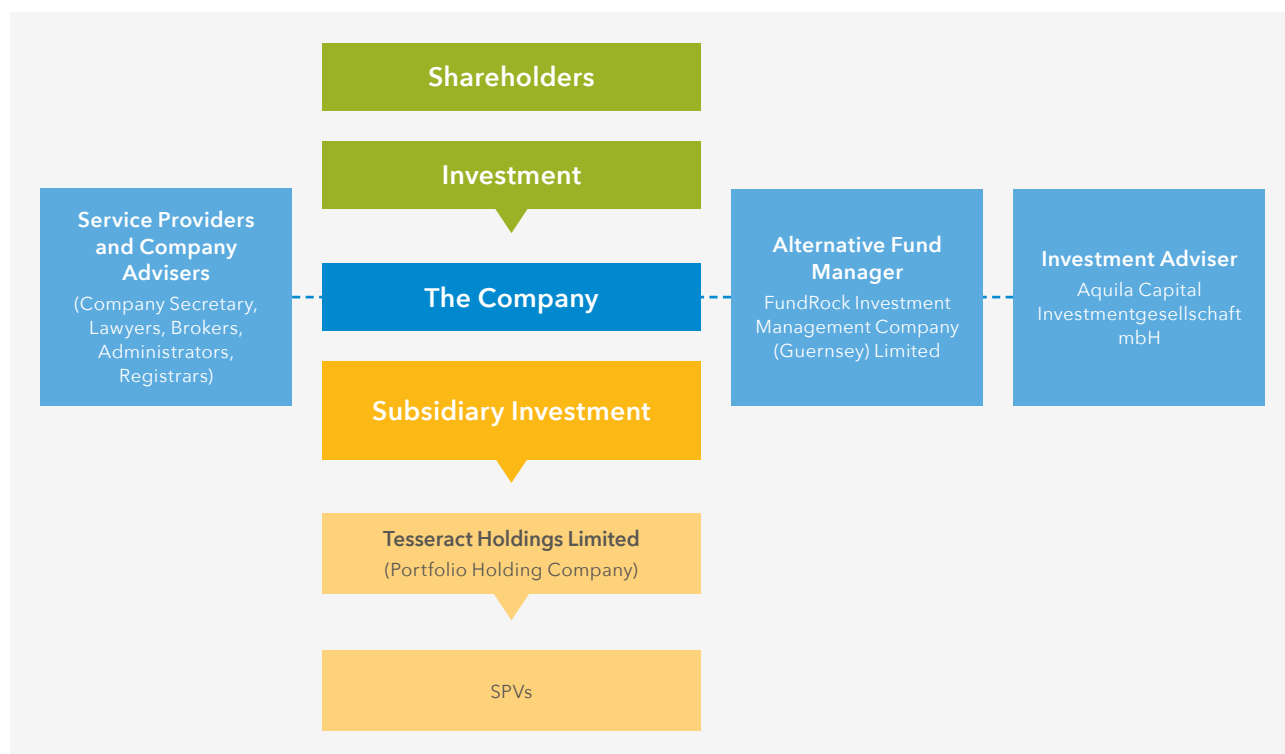 Shareholders
Investment
Service Providers
and Company
Advisers
(Company Secretary,
Lawyers, Brokers,
Administrators,
Registrars)
The Company
Alternative Fund
Manager
FundRock Investment
Management Company
(Guernsey) Limited
Investment Adviser
Aquila Capital
Investmentgesellschaft
mbH
Subsidiary Investment
Tesseract Holdings Limited
(Portfolio Holding Company)
SPVs